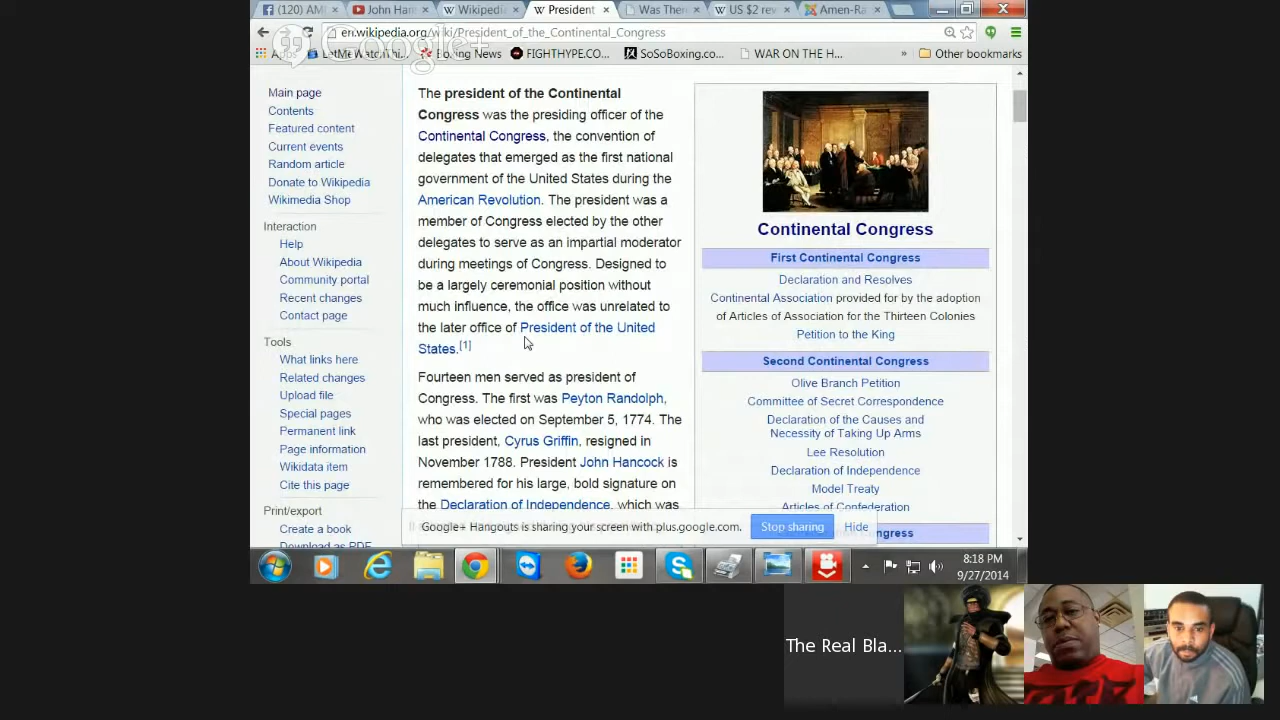 (120) AM
John Han
Wikipedi
President
Was Ther
US $2 re
Amen-Ra
en.wikipedia.org/wiki/President_of_the_Continental_Congress
Google+
LetMeWatchThi
Boxing News
FIGHTHYPE.CO...
SoSoBoxing.co...
WAR ON THE H...
»
Other bookmarks
Main page
Contents
Featured content
Current events
Random article
Donate to Wikipedia
Wikimedia Shop
Interaction
Help
About Wikipedia
Community portal
Recent changes
Contact page
Tools
What links here
Related changes
Upload file
Special pages
Permanent link
Page information
Wikidata item
Cite this page
Print/export
Create a book
Download as PDF
The president of the Continental
Congress was the presiding officer of the
Continental Congress, the convention of
delegates that emerged as the first national
government of the United States during the
American Revolution. The president was a
member of Congress elected by the other
delegates to serve as an impartial moderator
during meetings of Congress. Designed to
be a largely ceremonial position without
much influence, the office was unrelated to
the later office of President of the United
States.[1]
Fourteen men served as president of
Congress. The first was Peyton Randolph,
who was elected on September 5, 1774. The
last president, Cyrus Griffin, resigned in
November 1788. President John Hancock is
remembered for his large, bold signature on
the Declaration of Independence, which was
Continental Congress
First Continental Congress
Declaration and Resolves
Continental Association provided for by the adoption
of Articles of Association for the Thirteen Colonies
Petition to the King
Second Continental Congress
Olive Branch Petition
Committee of Secret Correspondence
Declaration of the Causes and
Necessity of Taking Up Arms
Lee Resolution
Declaration of Independence
Model Treaty
Articles of Confederation
gress
Google+ Hangouts is sharing your screen with plus.google.com.
Stop sharing
Hide
8:18 PM
9/27/2014
The Real Bla...